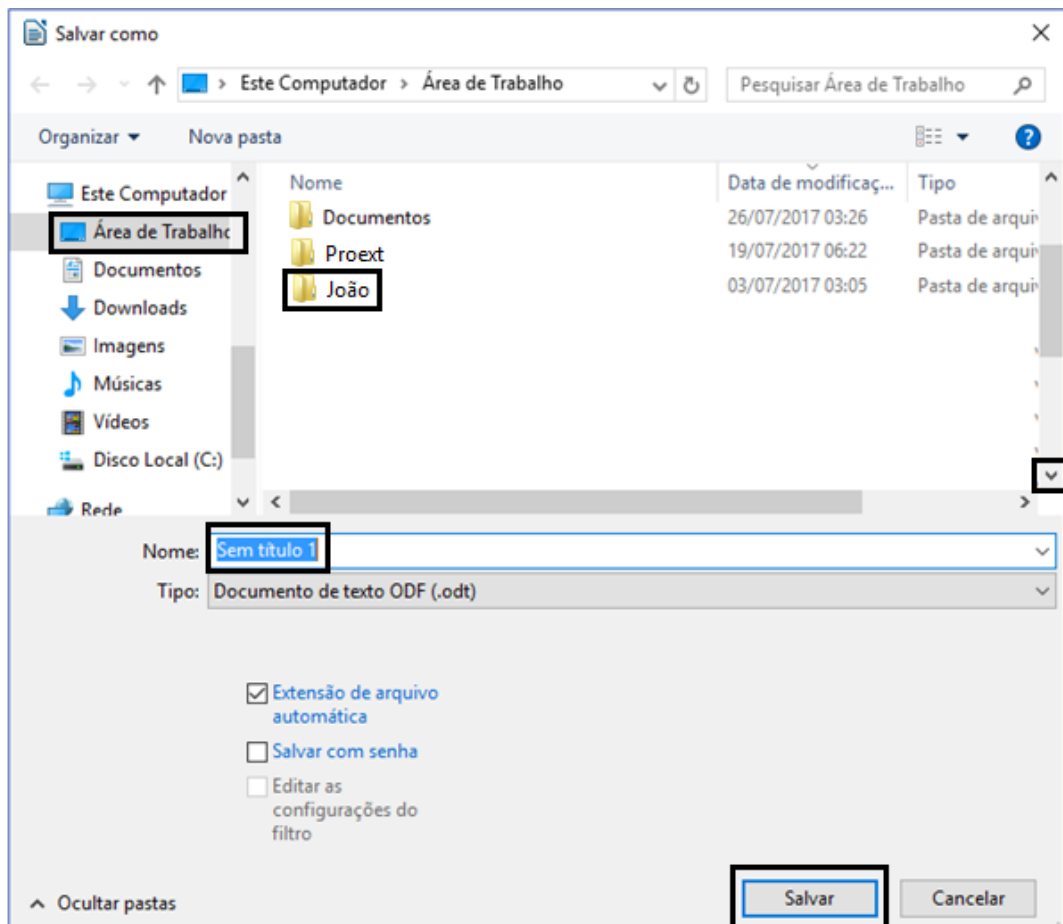 Salvar como
Este Computador > Área de Trabalho
Pesquisar Área de Trabalho
Organizar
Nova pasta
?
Este Computador
Área de Trabalho
Documentos
Downloads
Imagens
Músicas
Vídeos
Disco Local (C:)
Rede
Nome Data de modificaç... Tipo
Documentos 26/07/2017 03:26 Pasta de arquiv
Proext 19/07/2017 06:22 Pasta de arquiv
João 03/07/2017 03:05 Pasta de arquiv
Nome: Sem título 1
Tipo: Documento de texto ODF (.odt)
Extensão de arquivo
automática
Salvar com senha
Editar as
configurações do
filtro
Ocultar pastas
Salvar
Cancelar